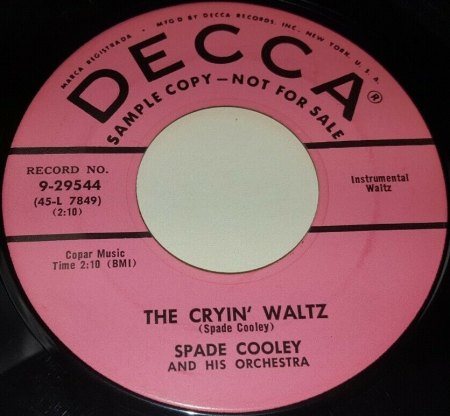 MARCA REGISTRADA • MFG'D BY DECCA RECORDS, INC., NEW YORK, U. S. A.
DECCA®
SAMPLE COPY—NOT FOR SALE
RECORD NO.
9-29544
(45-L 7849)
(2:10)
Instrumental
Waltz
Copar Music
Time 2:10 (BMI)
THE CRYIN' WALTZ
(Spade Cooley)
SPADE COOLEY
AND HIS ORCHESTRA